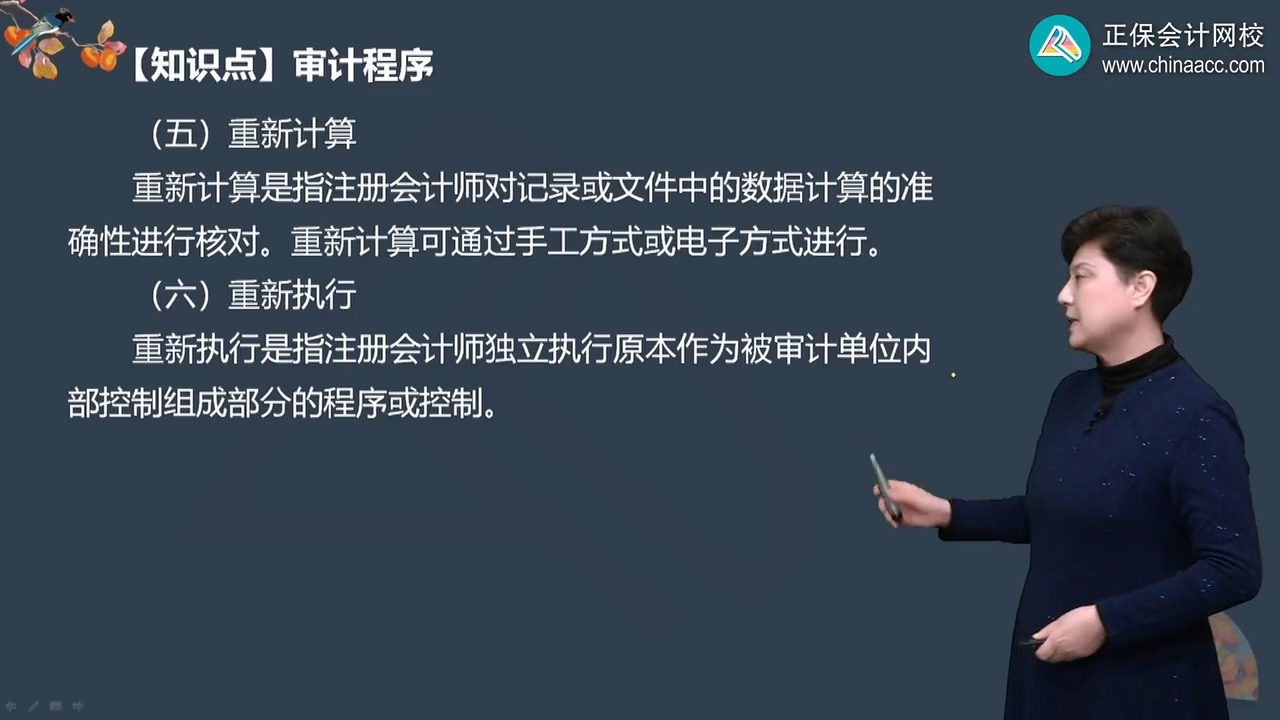 【知识点】审计程序
正保会计网校
www.chinaacc.com
（五）重新计算
重新计算是指注册会计师对记录或文件中的数据计算的准
确性进行核对。重新计算可通过手工方式或电子方式进行。
（六）重新执行
重新执行是指注册会计师独立执行原本作为被审计单位内
部控制组成部分的程序或控制。